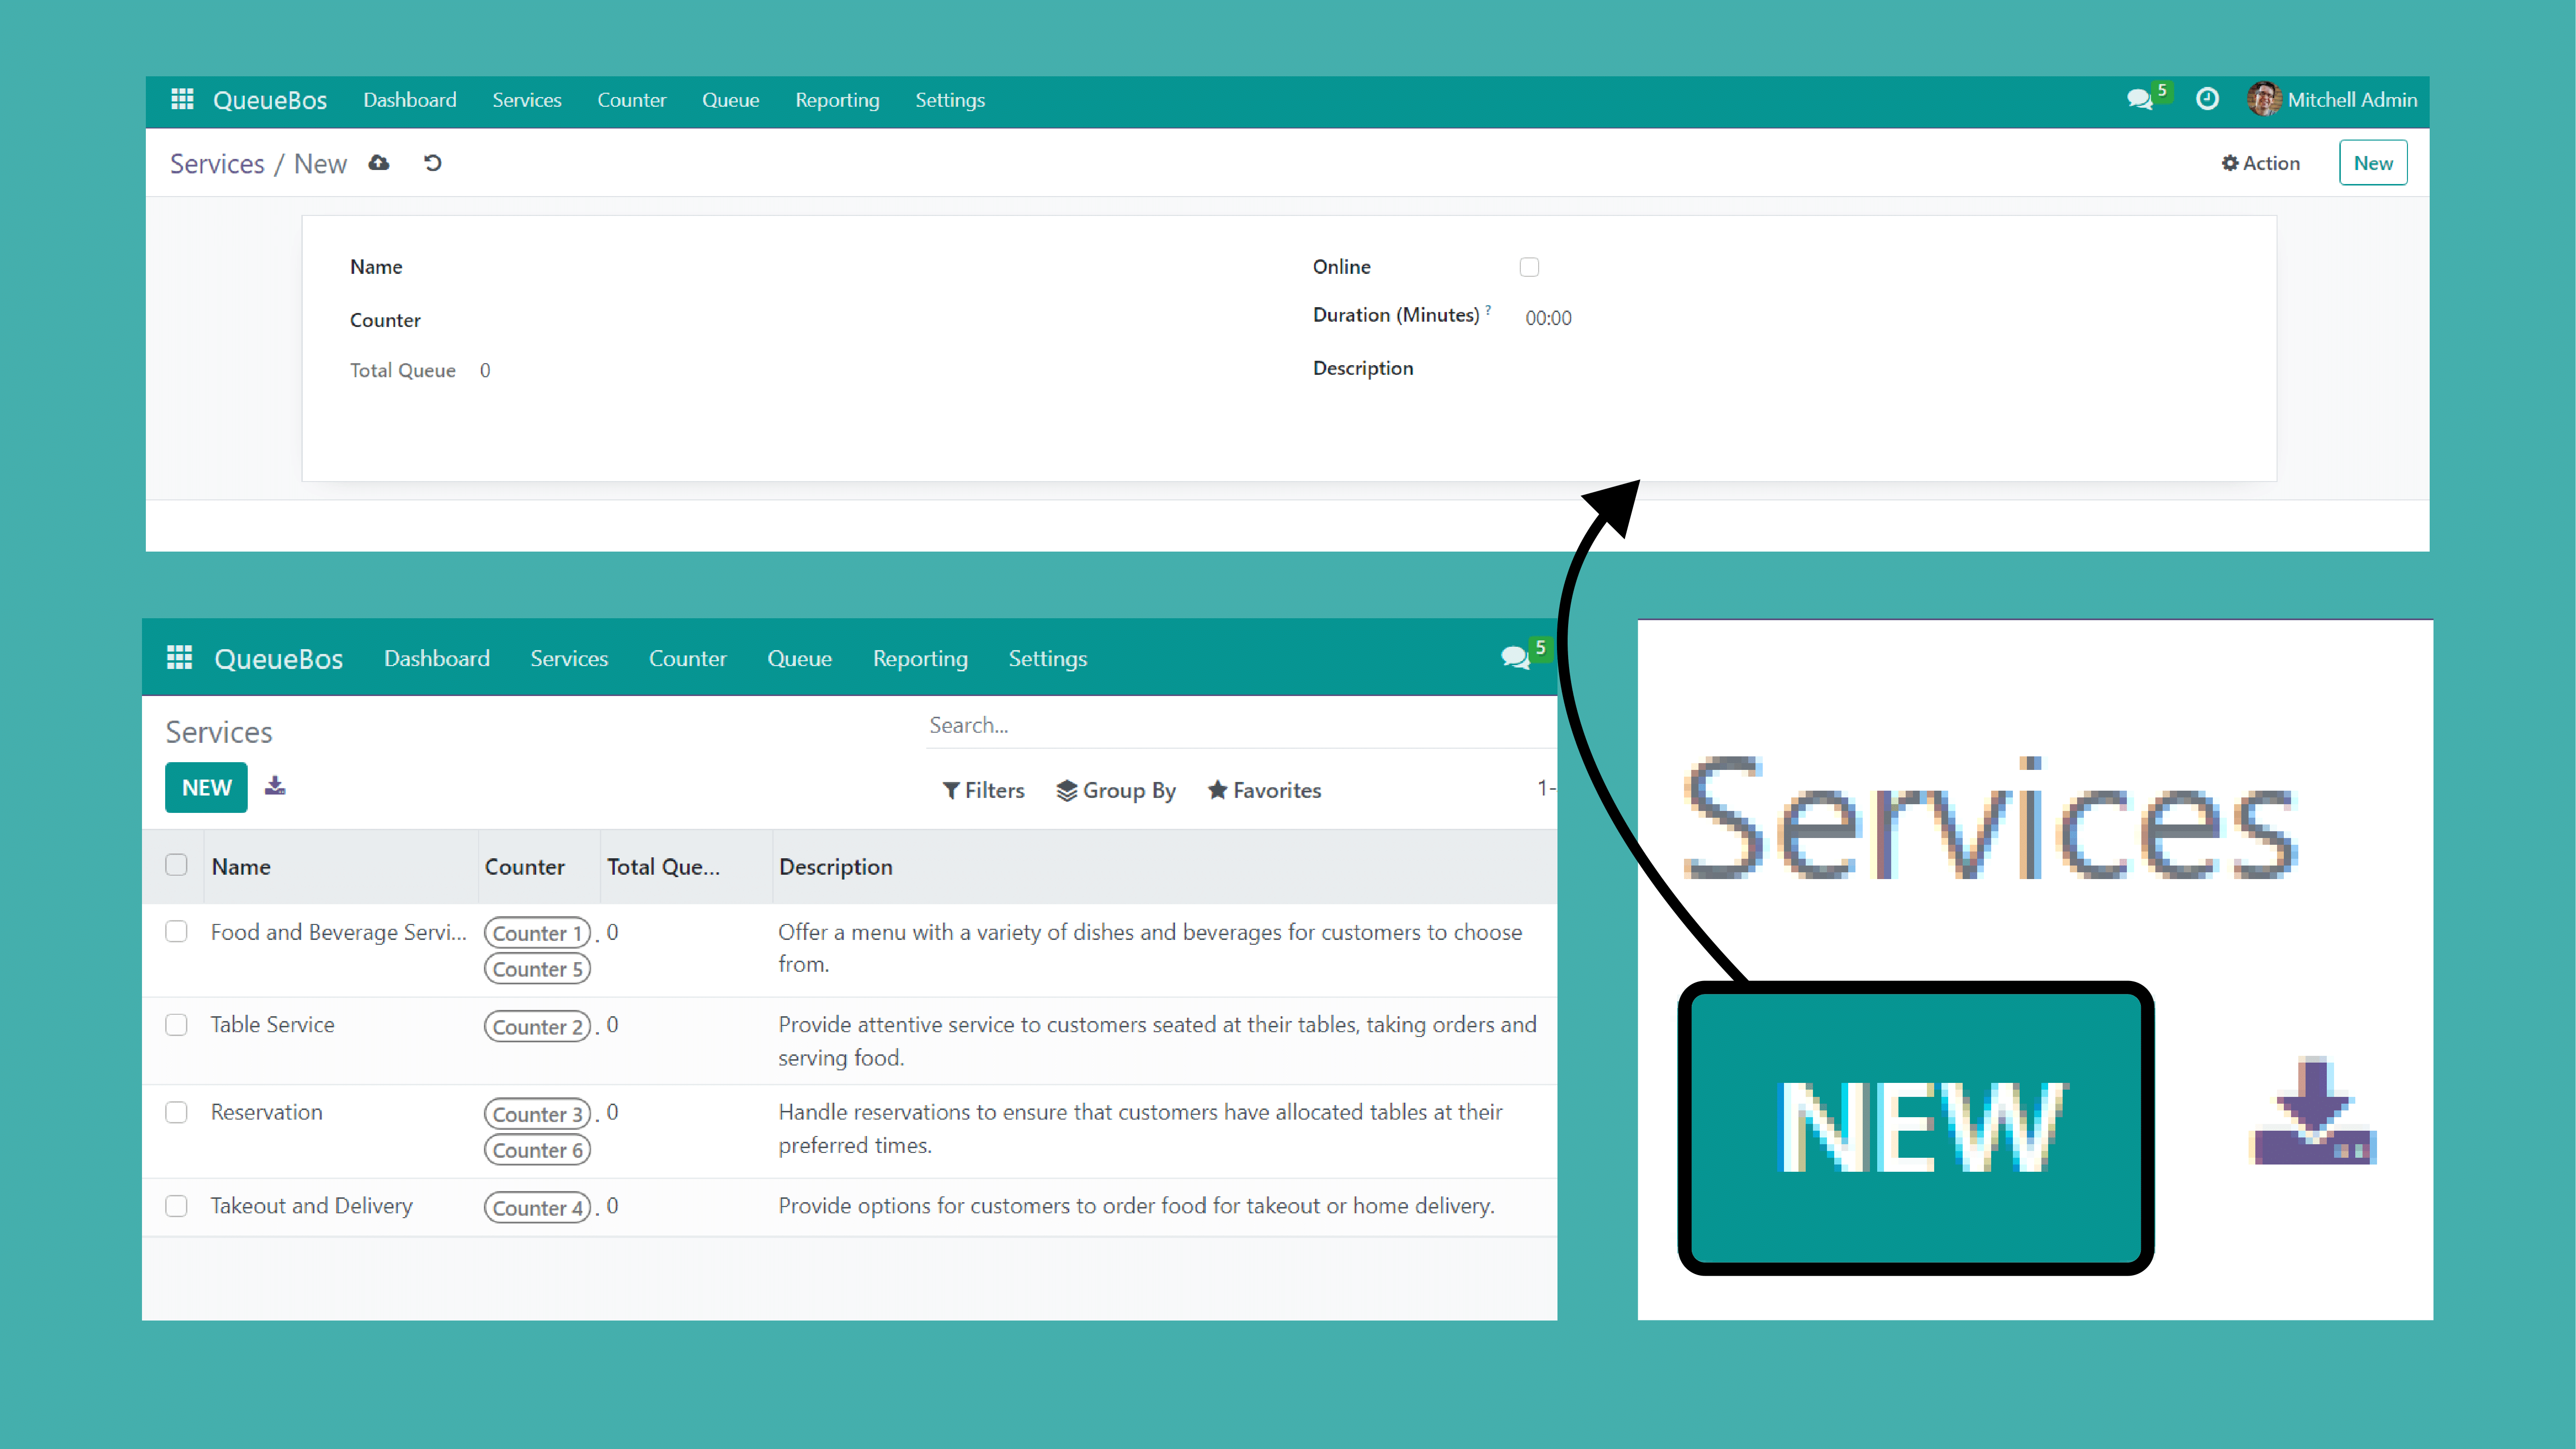 QueueBos Dashboard Services Counter Queue Reporting Settings 5 Mitchell Admin
Services / New Action New
Name Online
Duration (Minutes) ? 00:00
Counter
Total Queue 0 Description
QueueBos Dashboard Services Counter Queue Reporting Settings 5
Services Search...
NEW Filters Group By Favorites 1-
Name Counter Total Que... Description
Food and Beverage Servi... Counter 1 . 0 Offer a menu with a variety of dishes and beverages for customers to choose
Counter 5 from.
Table Service Counter 2 . 0 Provide attentive service to customers seated at their tables, taking orders and
serving food.
Reservation Counter 3 . 0 Handle reservations to ensure that customers have allocated tables at their
Counter 6 preferred times.
Takeout and Delivery Counter 4 . 0 Provide options for customers to order food for takeout or home delivery.
Services
NEW